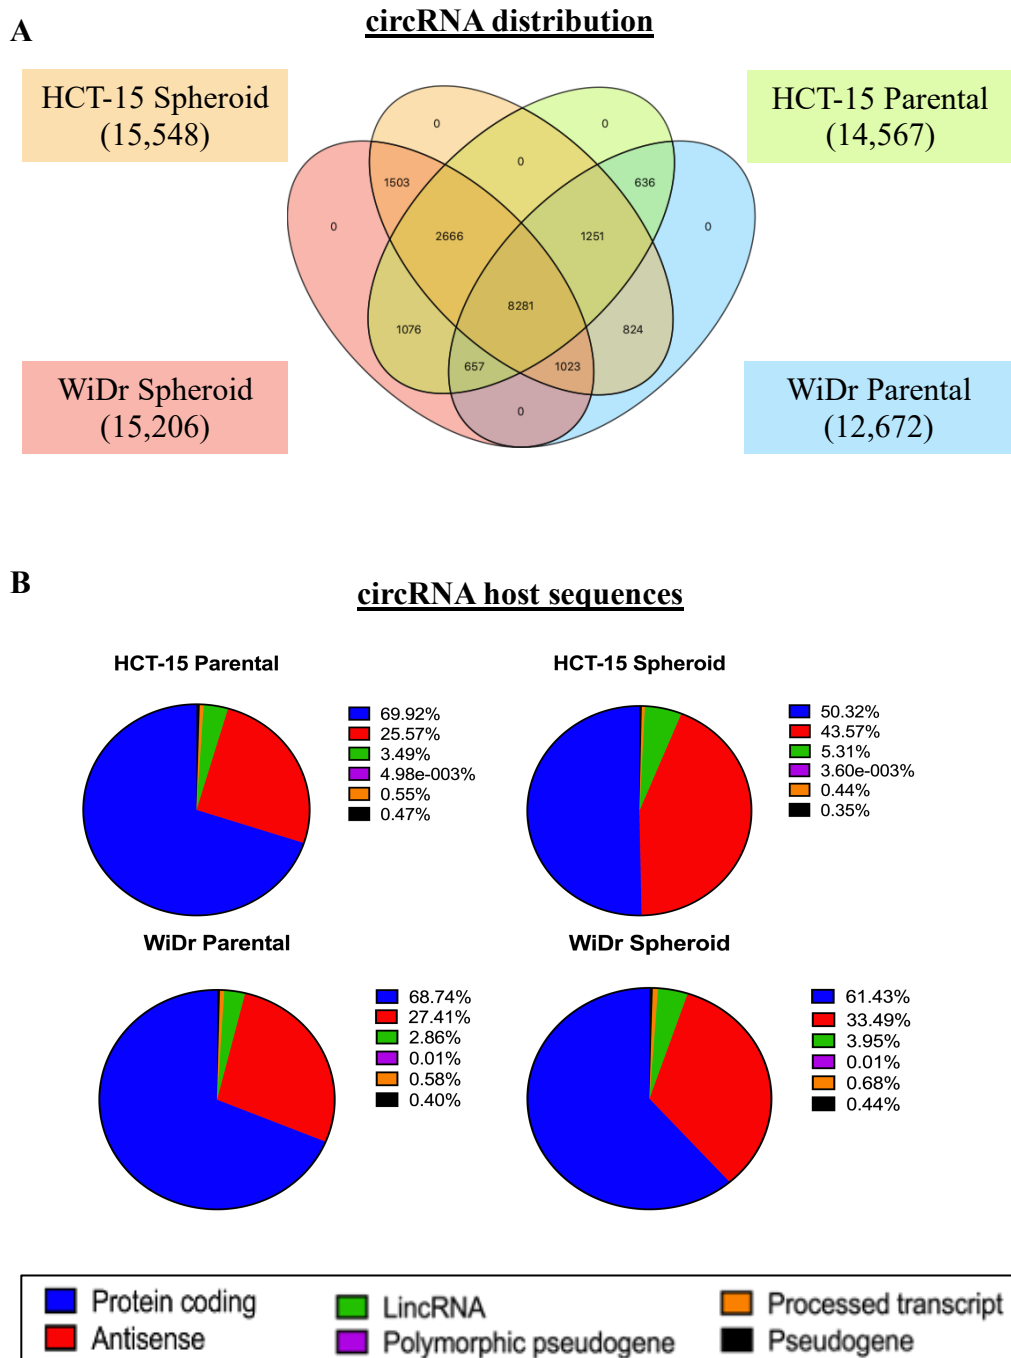 A
circRNA distribution
HCT-15 Spheroid
(15,548)
HCT-15 Parental
(14,567)
WiDr Spheroid
(15,206)
WiDr Parental
(12,672)
0
0
0
1503
636
0
0
2666
1251
8281
1076
824
657
1023
0
B
circRNA host sequences
HCT-15 Parental
69.92%
25.57%
3.49%
4.98e-003%
0.55%
0.47%
HCT-15 Spheroid
50.32%
43.57%
5.31%
3.60e-003%
0.44%
0.35%
WiDr Parental
68.74%
27.41%
2.86%
0.01%
0.58%
0.40%
WiDr Spheroid
61.43%
33.49%
3.95%
0.01%
0.68%
0.44%
Protein coding
Antisense
LincRNA
Polymorphic pseudogene
Processed transcript
Pseudogene